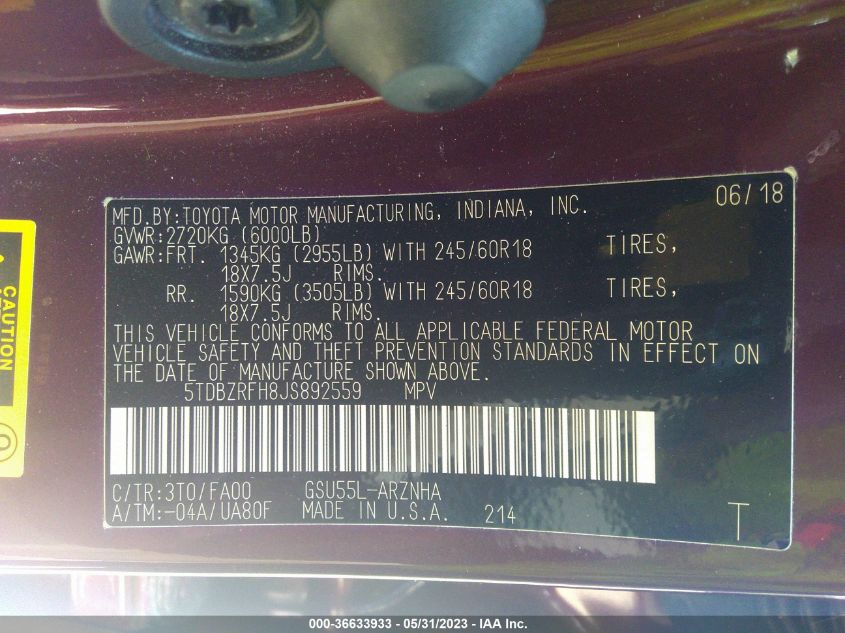 MFD.BY:TOYOTA MOTOR MANUFACTURING, INDIANA, INC. 06/18
GVWR:2720KG (6000LB)
GAWR:FRT. 1345KG (2955LB) WITH 245/60R18 TIRES,
18X7.5J RIMS.
RR. 1590KG (3505LB) WITH 245/60R18 TIRES,
18X7.5J RIMS.
THIS VEHICLE CONFORMS TO ALL APPLICABLE FEDERAL MOTOR
VEHICLE SAFETY AND THEFT PREVENTION STANDARDS IN EFFECT ON
THE DATE OF MANUFACTURE SHOWN ABOVE.
5TDBZRFH8JS892559 MPV
C/TR:3T0/FA00 GSU55L-ARZNHA
A/TM:-04A/UA80F MADE IN U.S.A. 214 T
CAUTION
000-36633933 - 05/31/2023 - IAA Inc.